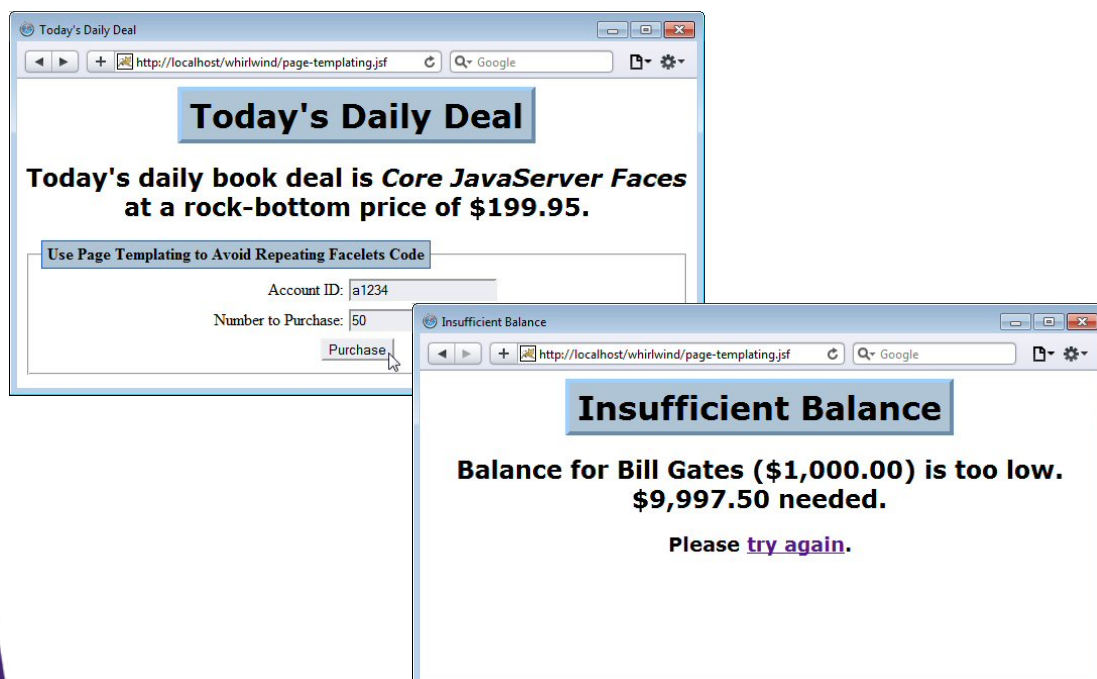 Today's Daily Deal
http://localhost/whirlwind/page-templating.jsf
Google
Today's Daily Deal
Today's daily book deal is Core JavaServer Faces
at a rock-bottom price of $199.95.
Use Page Templating to Avoid Repeating Facelets Code
Account ID: a1234
Number to Purchase: 50
Purchase
Insufficient Balance
http://localhost/whirlwind/page-templating.jsf
Google
Insufficient Balance
Balance for Bill Gates ($1,000.00) is too low.
$9,997.50 needed.
Please try again.